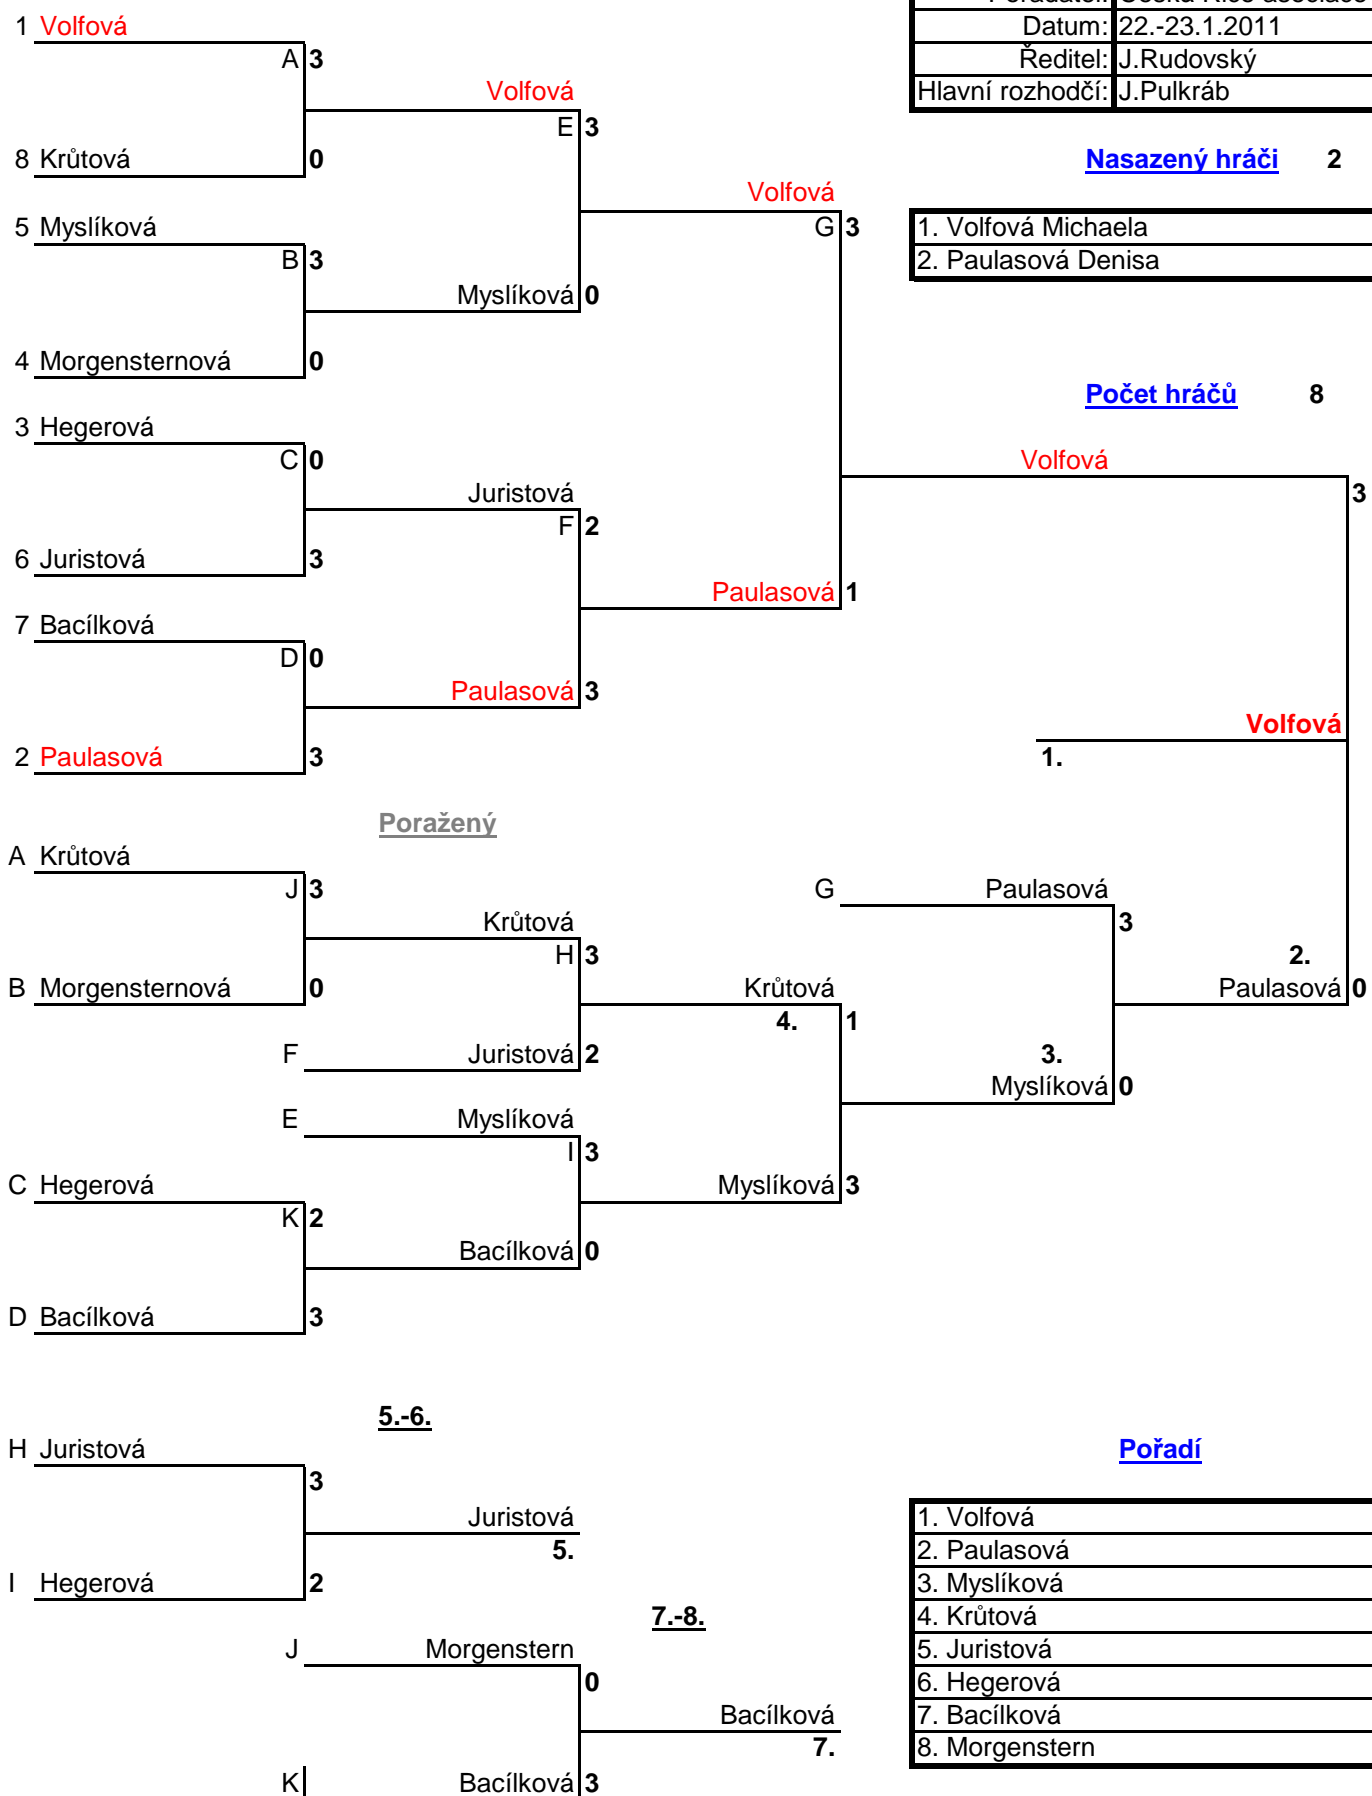 1 Volfová
A 3
Volfová
E 3
8 Krůtová 0
Volfová
G 3
5 Myslíková
B 3
Myslíková 0
4 Morgensternová 0
3 Hegerová
C 0
Juristová
F 2
6 Juristová 3
Paulasová 1
7 Bacílková
D 0
Paulasová 3
2 Paulasová 3
Datum: 22.-23.1.2011
Ředitel: J.Rudovský
Hlavní rozhodčí: J.Pulkráb
Nasazený hráči 2
1. Volfová Michaela
2. Paulasová Denisa
Počet hráčů 8
Volfová
3
Volfová
1.
Poražený
A Krůtová
J 3
Krůtová
H 3
B Morgensternová 0
Krůtová
4. 1
F Juristová 2
G Paulasová
3
2.
Paulasová 0
3.
Myslíková 0
E Myslíková
I 3
C Hegerová
K 2
Myslíková 3
Bacílková 0
D Bacílková 3
5.-6.
H Juristová
3
Juristová
5.
I Hegerová 2
7.-8.
J Morgenstern
0
Bacílková
7.
K Bacílková 3
Pořadí
1. Volfová
2. Paulasová
3. Myslíková
4. Krůtová
5. Juristová
6. Hegerová
7. Bacílková
8. Morgenstern